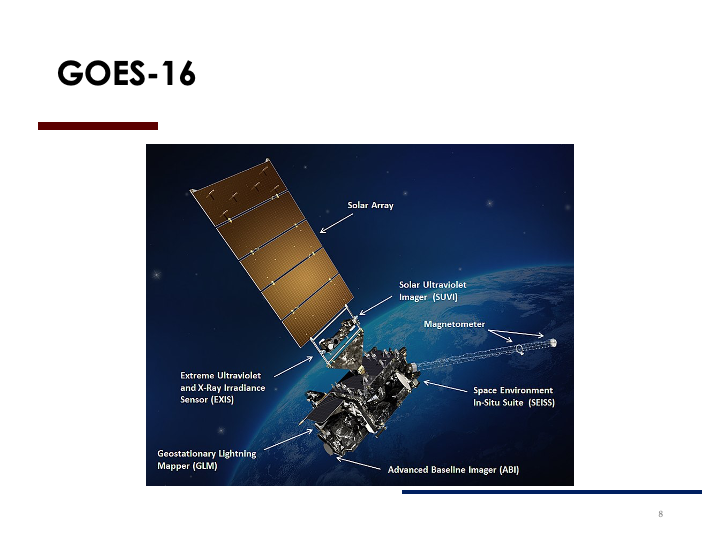 GOES-16
Solar Array
Solar Ultraviolet
Imager (SUVI)
Magnetometer
Extreme Ultraviolet
and X-Ray Irradiance
Sensor (EXIS)
Space Environment
In-Situ Suite (SEISS)
Geostationary Lightning
Mapper (GLM)
Advanced Baseline Imager (ABI)
8